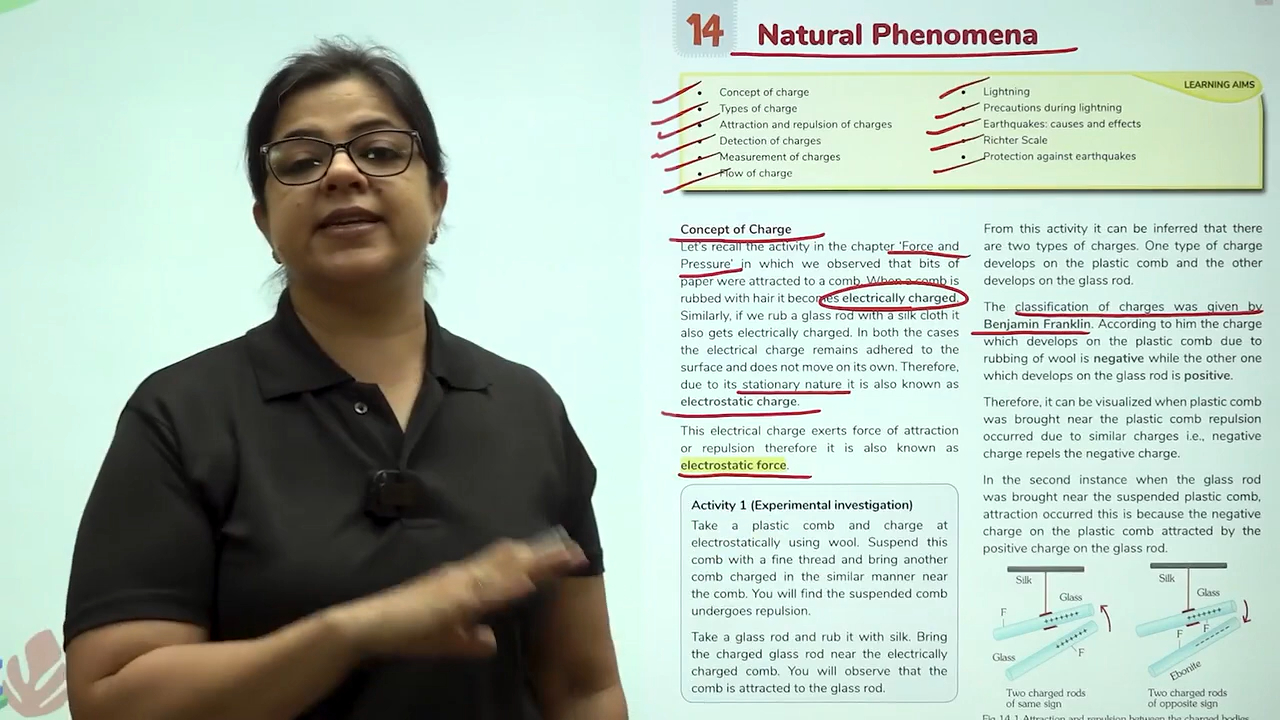 14 Natural Phenomena
LEARNING AIMS
• Concept of charge
• Types of charge
• Attraction and repulsion of charges
• Detection of charges
• Measurement of charges
• Flow of charge
• Lightning
• Precautions during lightning
• Earthquakes: causes and effects
• Richter Scale
• Protection against earthquakes
Concept of Charge
Let's recall the activity in the chapter 'Force and
Pressure' in which we observed that bits of
paper were attracted to a comb. When a comb is
rubbed with hair it becomes electrically charged.
Similarly, if we rub a glass rod with a silk cloth it
also gets electrically charged. In both the cases
the electrical charge remains adhered to the
surface and does not move on its own. Therefore,
due to its stationary nature it is also known as
electrostatic charge.
This electrical charge exerts force of attraction
or repulsion therefore it is also known as
electrostatic force.
Activity 1 (Experimental investigation)
Take a plastic comb and charge at
electrostatically using wool. Suspend this
comb with a fine thread and bring another
comb charged in the similar manner near
the comb. You will find the suspended comb
undergoes repulsion.
Take a glass rod and rub it with silk. Bring
the charged glass rod near the electrically
charged comb. You will observe that the
comb is attracted to the glass rod.
From this activity it can be inferred that there
are two types of charges. One type of charge
develops on the plastic comb and the other
develops on the glass rod.
The classification of charges was given by
Benjamin Franklin. According to him the charge
which develops on the plastic comb due to
rubbing of wool is negative while the other one
which develops on the glass rod is positive.
Therefore, it can be visualized when plastic comb
was brought near the plastic comb repulsion
occurred due to similar charges i.e., negative
charge repels the negative charge.
In the second instance when the glass rod
was brought near the suspended plastic comb,
attraction occurred this is because the negative
charge on the plastic comb attracted by the
positive charge on the glass rod.
Silk
Glass
F
+++++
+++++
F
Glass
Two charged rods
of same sign
Silk
Glass
+++++
F
F
Ebonite
Two charged rods
of opposite sign
Fig 14.1 Attraction and repulsion between the charged bodies